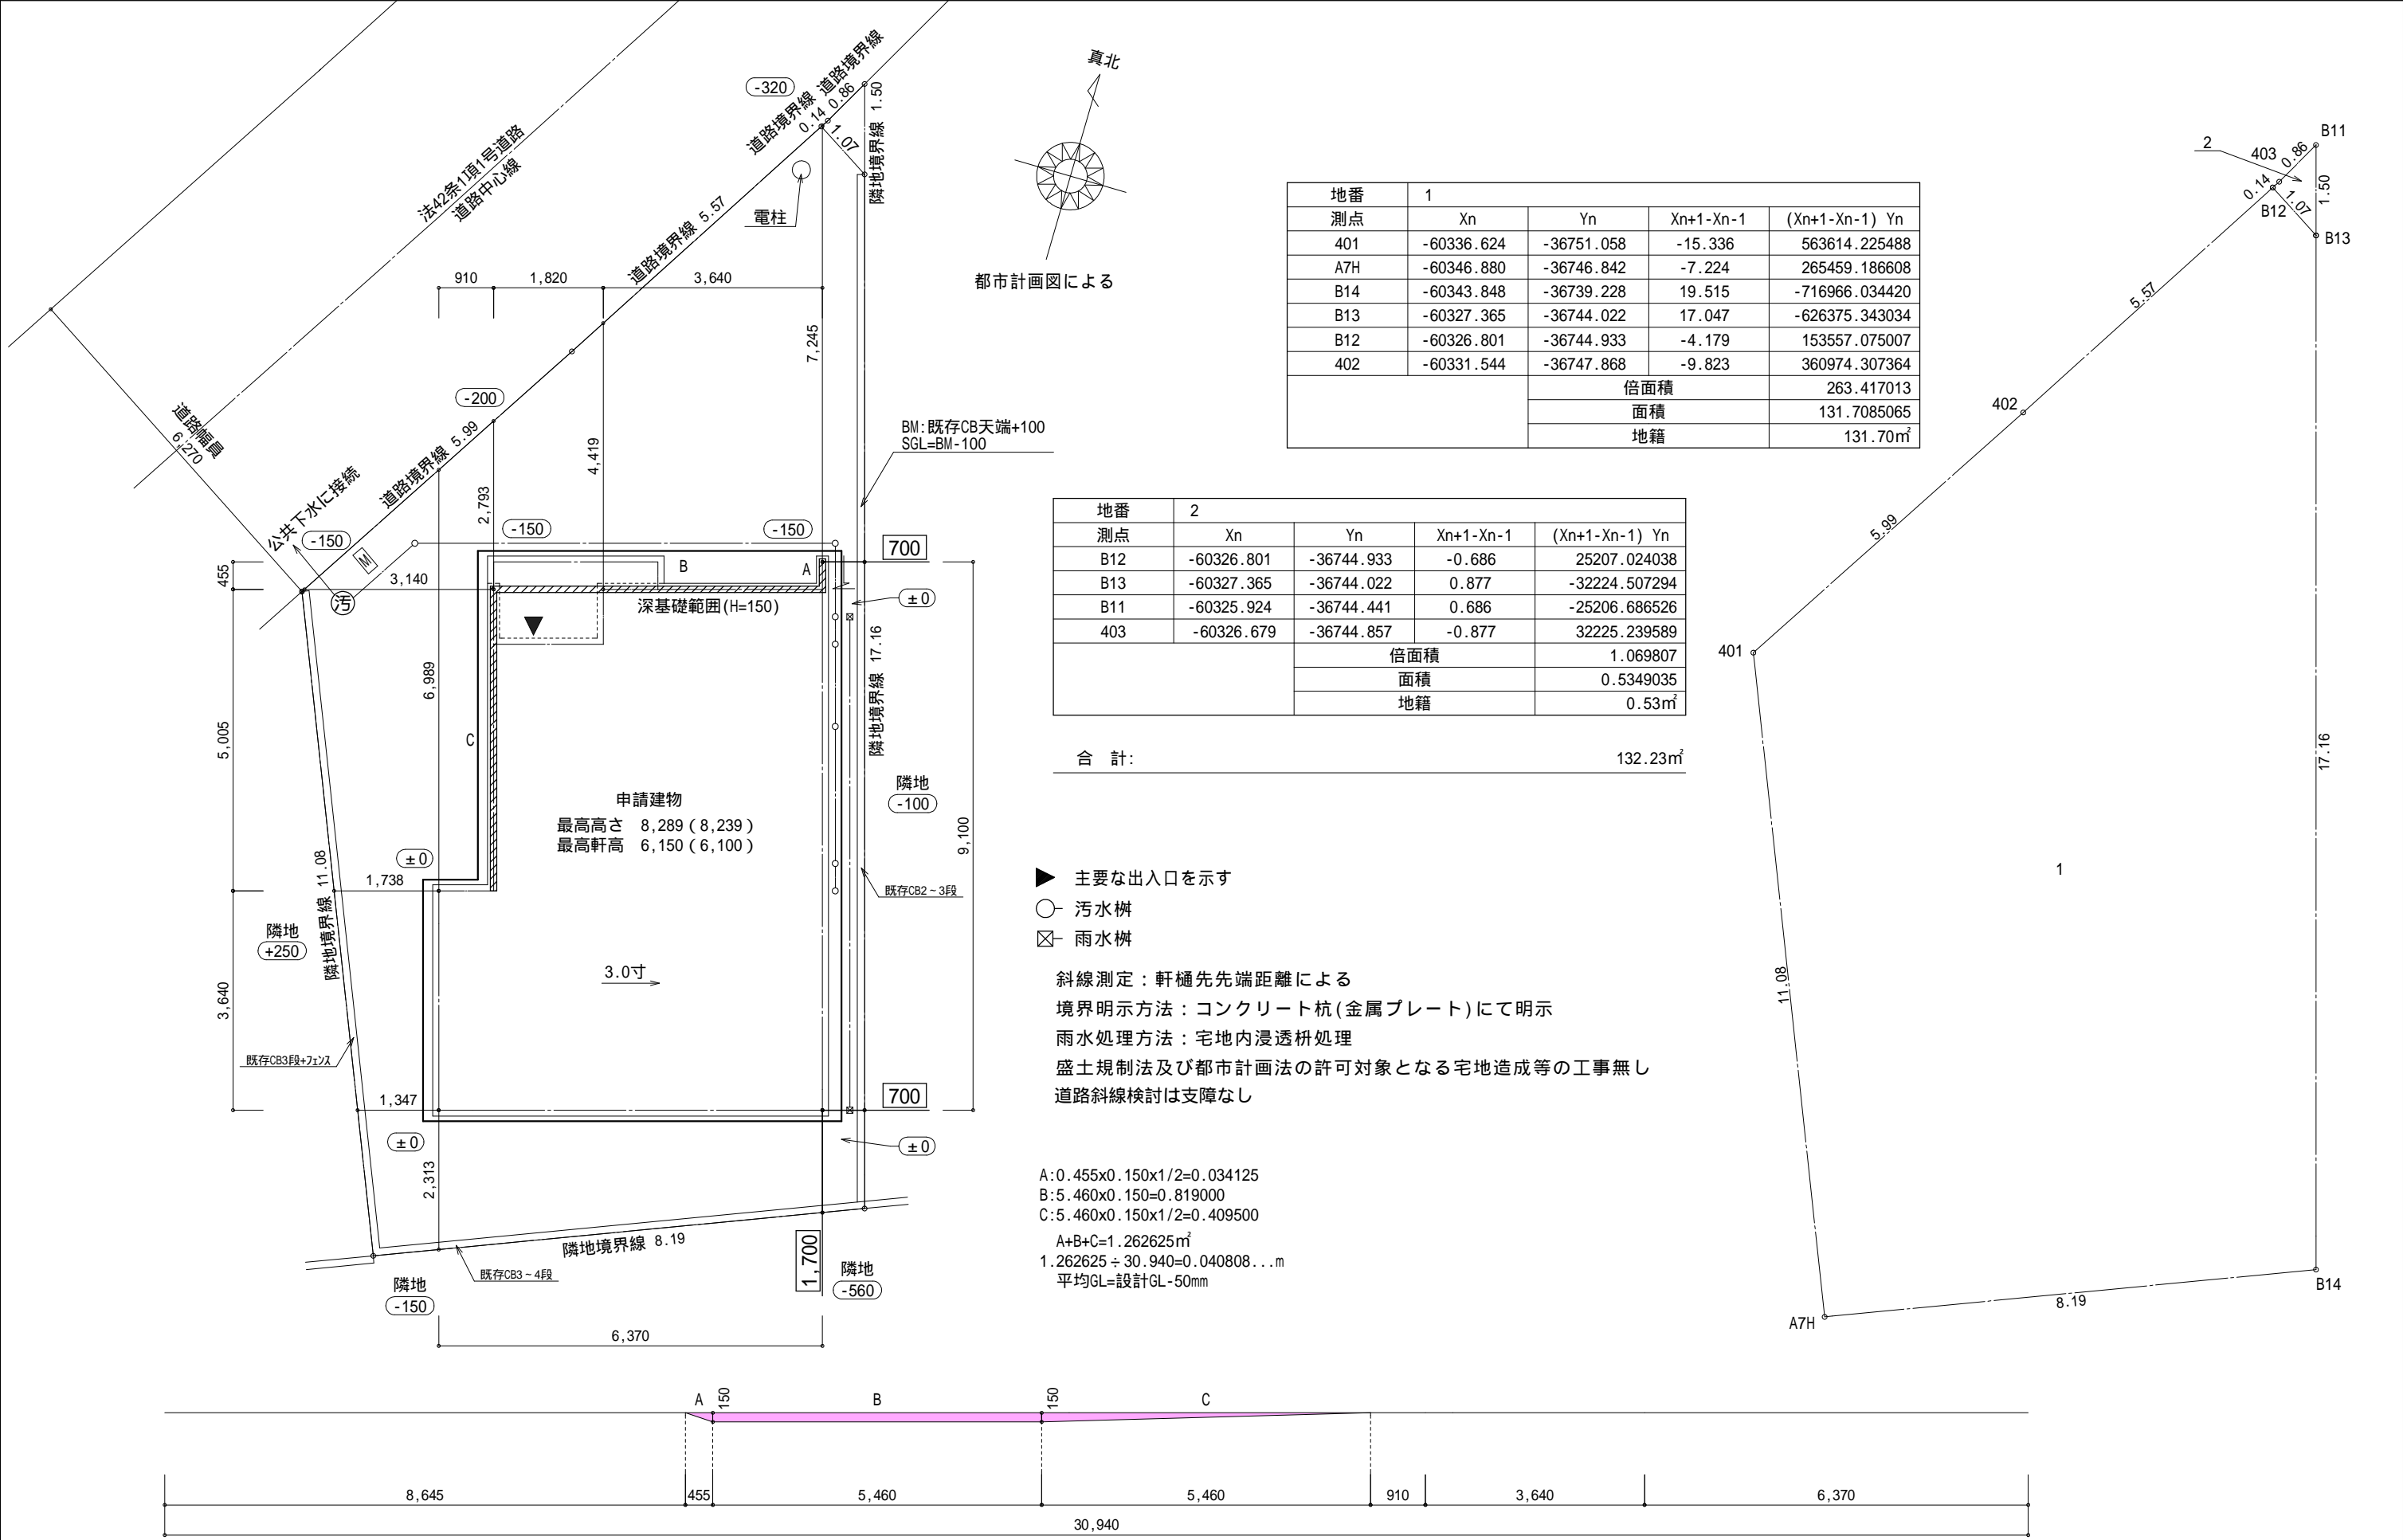 -320
道路境界線
道路境界線
0.14
0.86
1.07
隣地境界線 1.50
真北
都市計画図による
法42条1項1号道路
道路中心線
電柱
道路境界線 5.57
910
1,820
3,640
7,245
道路幅員
6,270
-200
道路境界線 5.99
4,419
2,793
BM:既存CB天端+100
SGL=BM-100
公共下水に接続
-150
M
-150
-150
700
455
3,140
汚
B
A
深基礎範囲(H=150)
±0
隣地境界線 17.16
6,989
5,005
C
申請建物
最高高さ 8,289(8,239)
最高軒高 6,150(6,100)
隣地
-100
9,100
±0
隣地境界線 11.08
1,738
既存CB2~3段
隣地
+250
3.0寸
3,640
既存CB3段+フェンス
1,347
700
±0
±0
2,313
隣地境界線 8.19
既存CB3~4段
1,700
隣地
-150
隣地
-560
6,370
地番 1
測点 Xn Yn Xn+1-Xn-1 (Xn+1-Xn-1) Yn
401 -60336.624 -36751.058 -15.336 563614.225488
A7H -60346.880 -36746.842 -7.224 265459.186608
B14 -60343.848 -36739.228 19.515 -716966.034420
B13 -60327.365 -36744.022 17.047 -626375.343034
B12 -60326.801 -36744.933 -4.179 153557.075007
402 -60331.544 -36747.868 -9.823 360974.307364
倍面積 263.417013
面積 131.7085065
地籍 131.70㎡
地番 2
測点 Xn Yn Xn+1-Xn-1 (Xn+1-Xn-1) Yn
B12 -60326.801 -36744.933 -0.686 25207.024038
B13 -60327.365 -36744.022 0.877 -32224.507294
B11 -60325.924 -36744.441 0.686 -25206.686526
403 -60326.679 -36744.857 -0.877 32225.239589
倍面積 1.069807
面積 0.5349035
地籍 0.53㎡
合 計: 132.23㎡
主要な出入口を示す
汚水桝
雨水桝
斜線測定:軒樋先先端距離による
境界明示方法:コンクリート杭(金属プレート)にて明示
雨水処理方法:宅地内浸透枡処理
盛土規制法及び都市計画法の許可対象となる宅地造成等の工事無し
道路斜線検討は支障なし
A:0.455x0.150x1/2=0.034125
B:5.460x0.150=0.819000
C:5.460x0.150x1/2=0.409500
A+B+C=1.262625㎡
1.262625÷30.940=0.040808...m
平均GL=設計GL-50mm
2
403
0.86
B11
0.14
B12
1.07
1.50
B13
5.57
402
5.99
401
17.16
1
11.08
8.19
A7H
B14
A
150
B
150
C
8,645
455
5,460
5,460
910
3,640
6,370
30,940